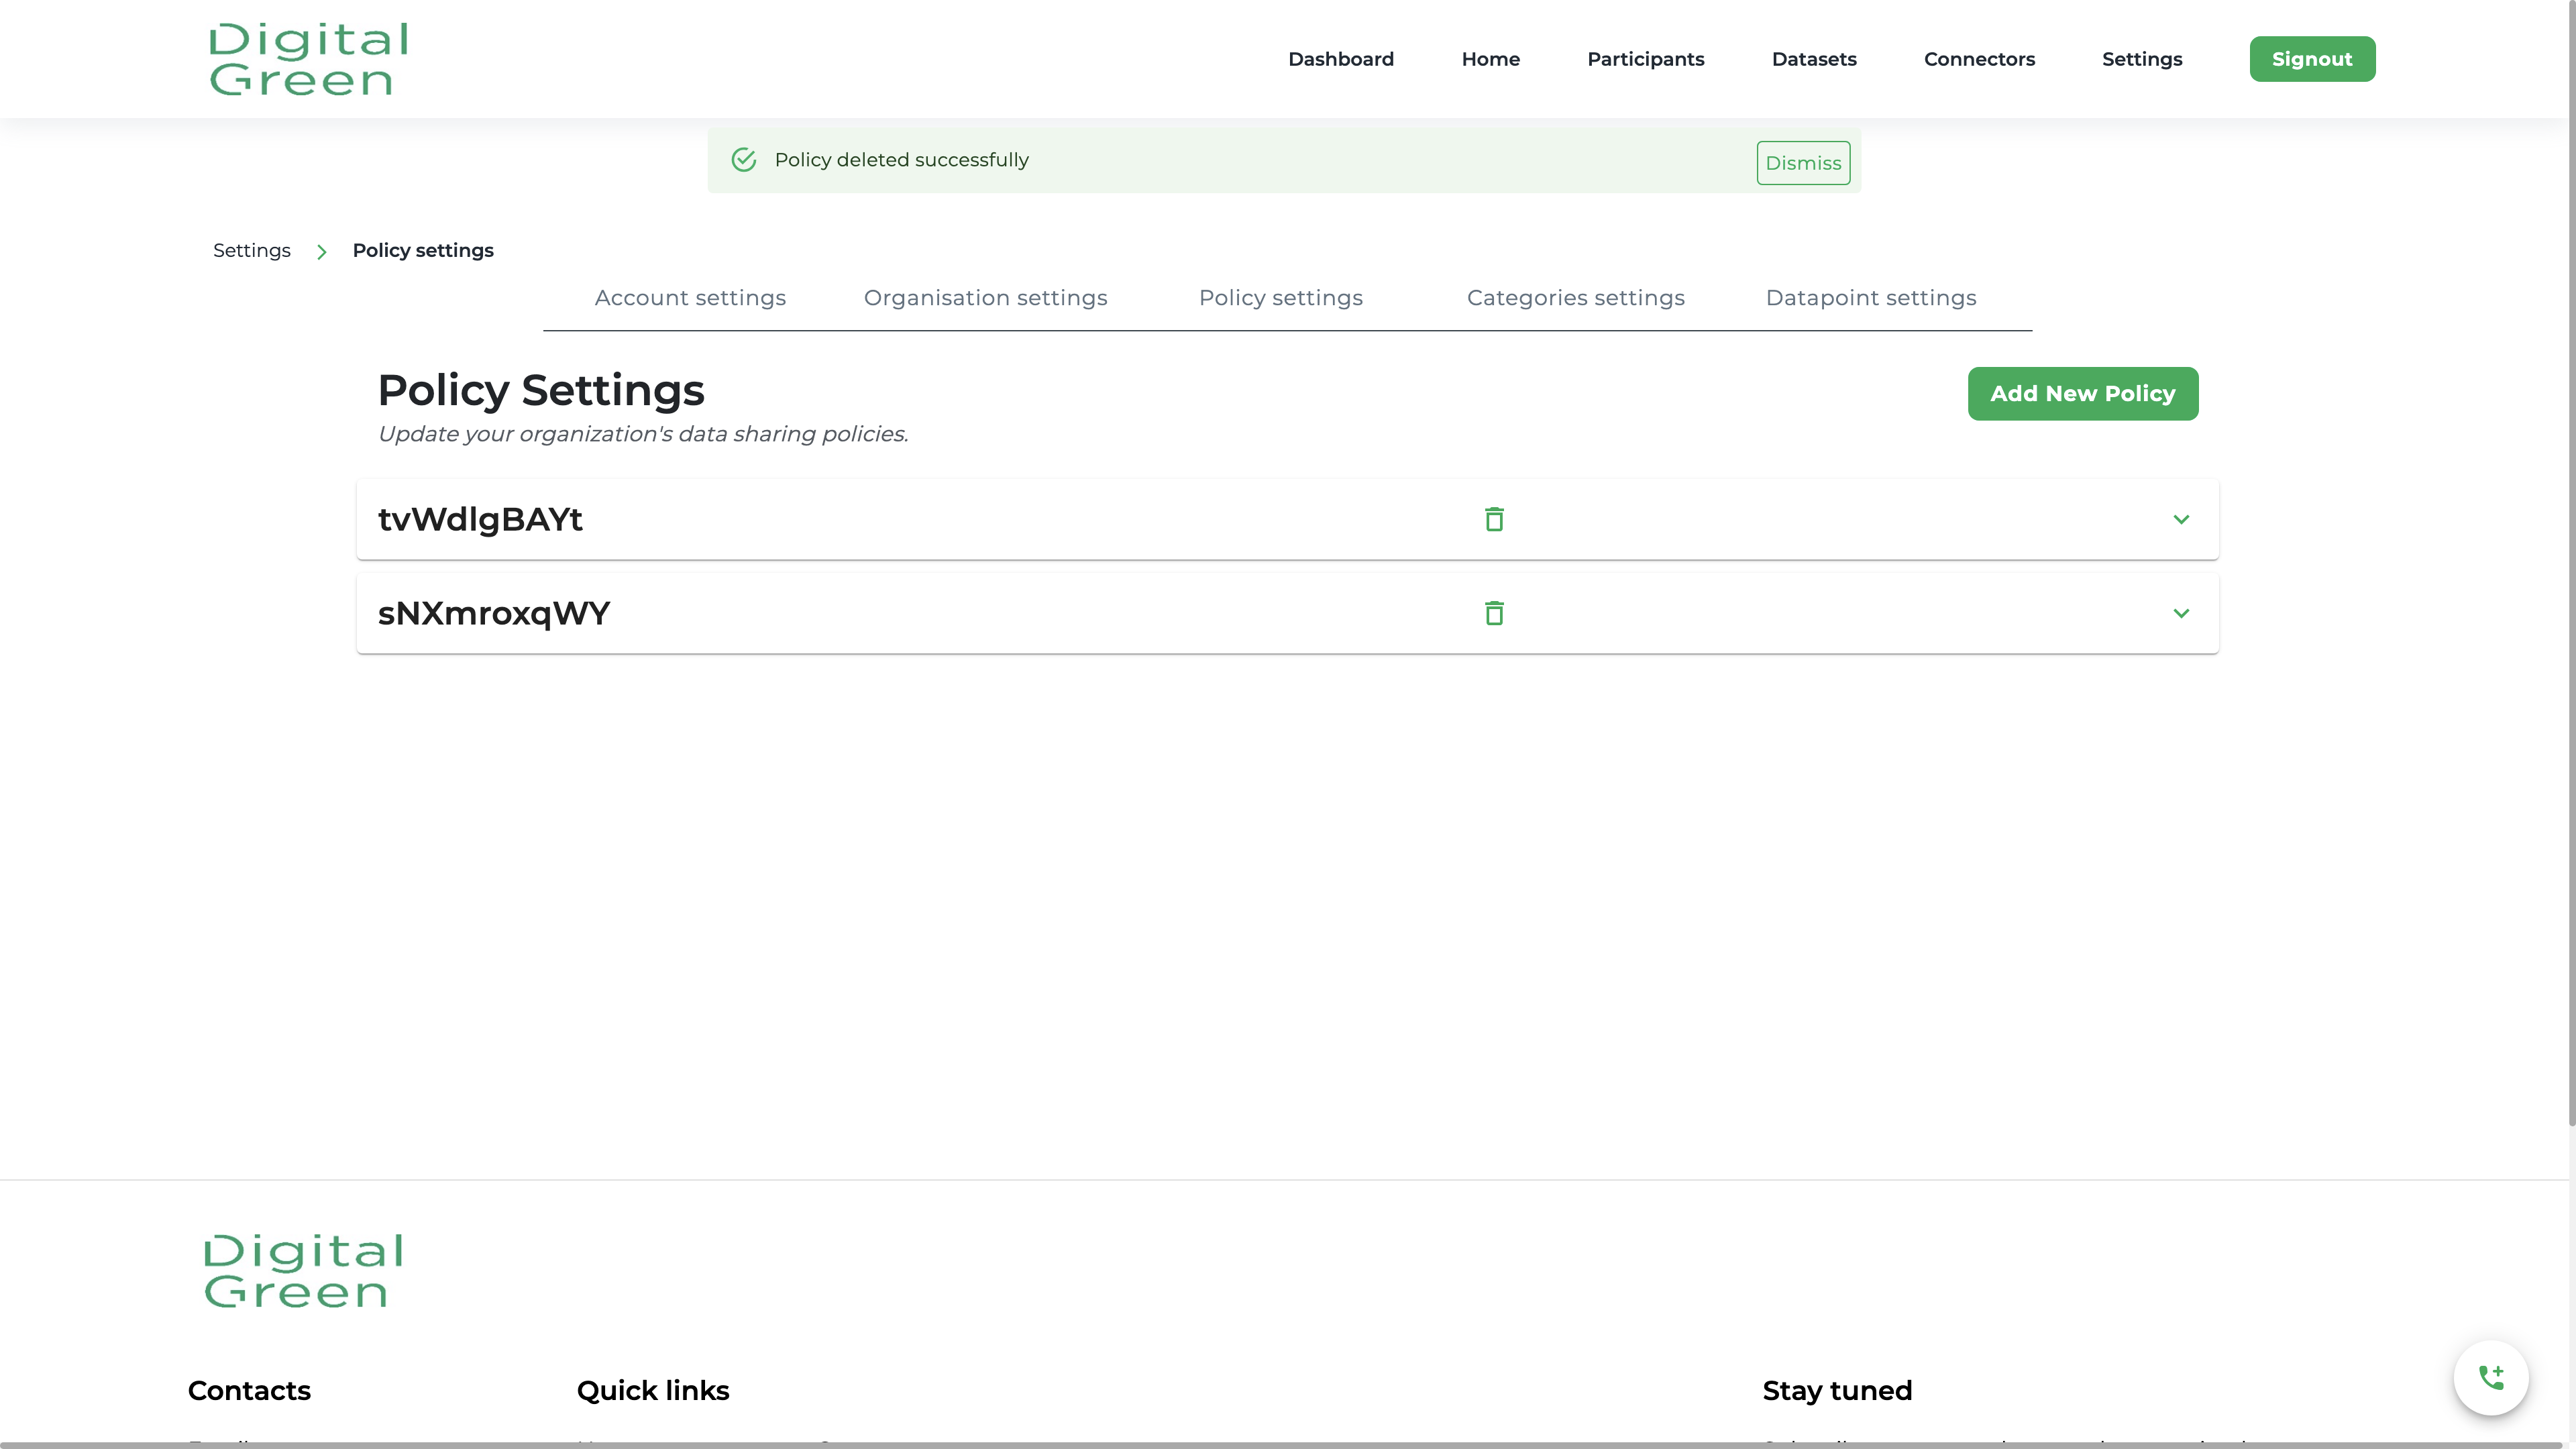 Digital
Green
Dashboard
Home
Participants
Datasets
Connectors
Settings
Signout
Policy deleted successfully
Dismiss
Settings
Policy settings
Account settings
Organisation settings
Policy settings
Categories settings
Datapoint settings
Policy Settings
Add New Policy
Update your organization's data sharing policies.
tvWdlgBAYt
sNXmroxqWY
Digital
Green
Contacts
Quick links
Stay tuned